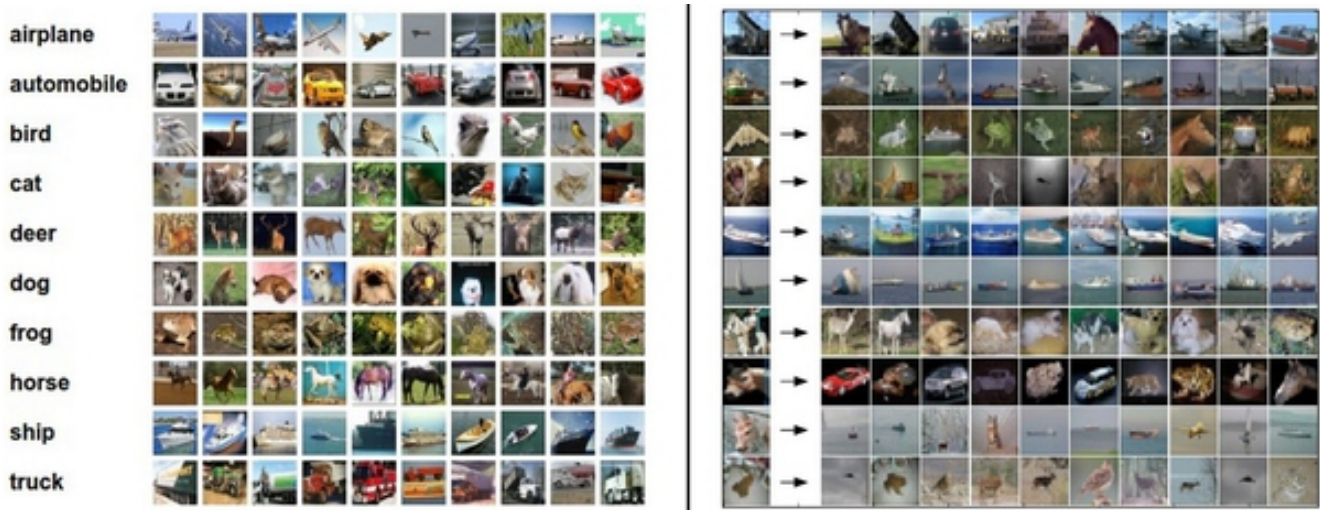 airplane
automobile
bird
cat
deer
dog
frog
horse
ship
truck